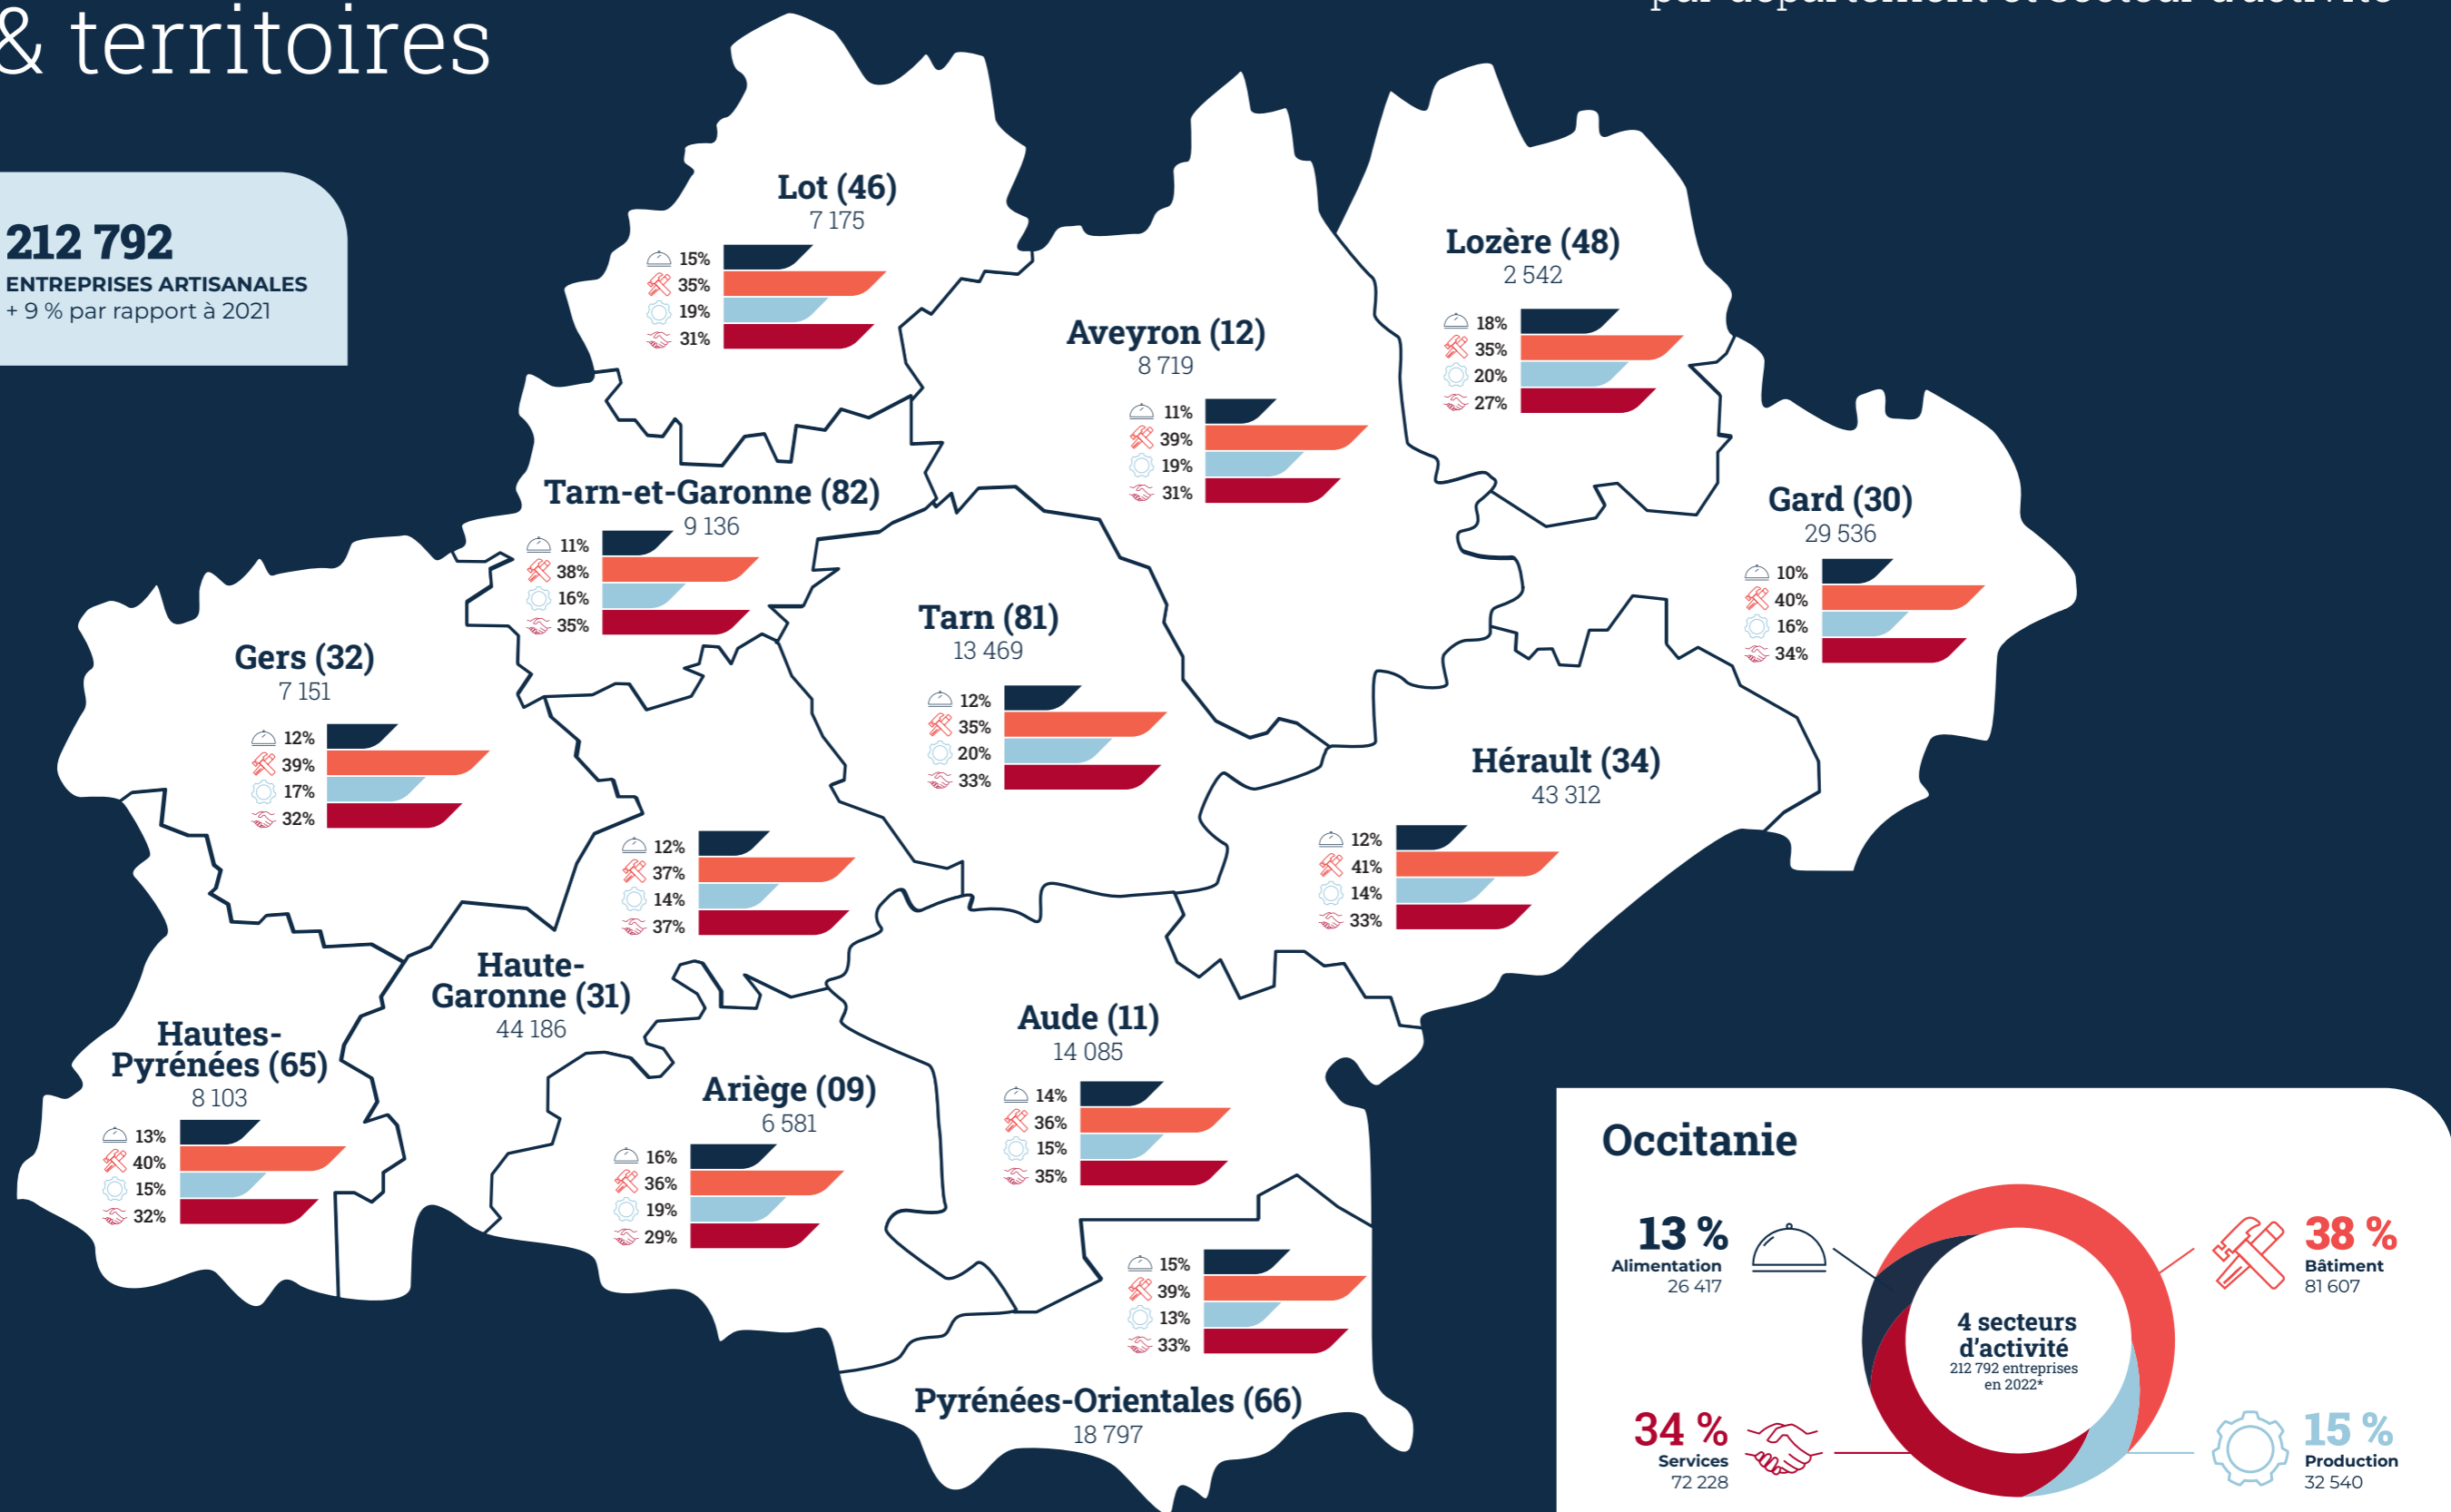 & territoires
par département et secteur d'activité
212 792
ENTREPRISES ARTISANALES
+ 9 % par rapport à 2021
Lot (46)
7 175
15%
35%
19%
31%
Lozère (48)
2 542
18%
35%
20%
27%
Aveyron (12)
8 719
11%
39%
19%
31%
Tarn-et-Garonne (82)
9 136
11%
38%
16%
35%
Gard (30)
29 536
10%
40%
16%
34%
Tarn (81)
13 469
12%
35%
20%
33%
Gers (32)
7 151
12%
39%
17%
32%
Hérault (34)
43 312
12%
41%
14%
33%
12%
37%
14%
37%
Haute-
Garonne (31)
44 186
Hautes-
Pyrénées (65)
8 103
13%
40%
15%
32%
Ariège (09)
6 581
16%
36%
19%
29%
Aude (11)
14 085
14%
36%
15%
35%
15%
39%
13%
33%
Pyrénées-Orientales (66)
18 797
Occitanie
13 %
Alimentation
26 417
38 %
Bâtiment
81 607
4 secteurs
d'activité
212 792 entreprises
en 2022*
34 %
Services
72 228
15 %
Production
32 540